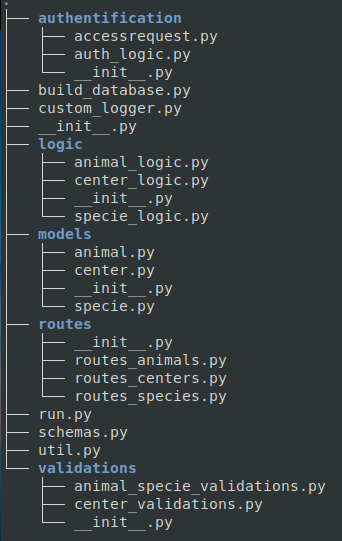 .
├── authentification
│   ├── accessrequest.py
│   ├── auth_logic.py
│   └── __init__.py
├── build_database.py
├── custom_logger.py
├── __init__.py
├── logic
│   ├── animal_logic.py
│   ├── center_logic.py
│   ├── __init__.py
│   └── specie_logic.py
├── models
│   ├── animal.py
│   ├── center.py
│   ├── __init__.py
│   └── specie.py
├── routes
│   ├── __init__.py
│   ├── routes_animals.py
│   ├── routes_centers.py
│   └── routes_species.py
├── run.py
├── schemas.py
├── util.py
└── validations
    ├── animal_specie_validations.py
    ├── center_validations.py
    └── __init__.py